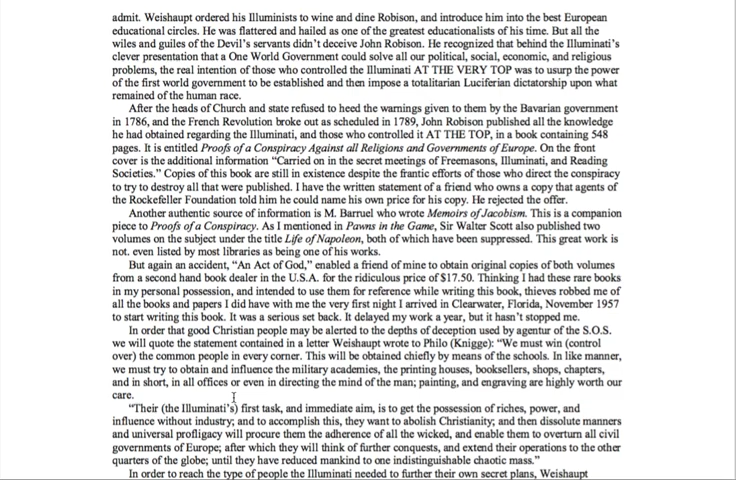 admit. Weishaupt ordered his Illuminists to wine and dine Robison, and introduce him into the best European
educational circles. He was flattered and hailed as one of the greatest educationalists of his time. But all the
wiles and guiles of the Devil's servants didn't deceive John Robison. He recognized that behind the Illuminati's
clever presentation that a One World Government could solve all our political, social, economic, and religious
problems, the real intention of those who controlled the Illuminati AT THE VERY TOP was to usurp the power
of the first world government to be established and then impose a totalitarian Luciferian dictatorship upon what
remained of the human race.
After the heads of Church and state refused to heed the warnings given to them by the Bavarian government
in 1786, and the French Revolution broke out as scheduled in 1789, John Robison published all the knowledge
he had obtained regarding the Illuminati, and those who controlled it AT THE TOP, in a book containing 548
pages. It is entitled Proofs of a Conspiracy Against all Religions and Governments of Europe. On the front
cover is the additional information "Carried on in the secret meetings of Freemasons, Illuminati, and Reading
Societies." Copies of this book are still in existence despite the frantic efforts of those who direct the conspiracy
to try to destroy all that were published. I have the written statement of a friend who owns a copy that agents of
the Rockefeller Foundation told him he could name his own price for his copy. He rejected the offer.
Another authentic source of information is M. Barruel who wrote Memoirs of Jacobism. This is a companion
piece to Proofs of a Conspiracy. As I mentioned in Pawns in the Game, Sir Walter Scott also published two
volumes on the subject under the title Life of Napoleon, both of which have been suppressed. This great work is
not. even listed by most libraries as being one of his works.
But again an accident, "An Act of God," enabled a friend of mine to obtain original copies of both volumes
from a second hand book dealer in the U.S.A. for the ridiculous price of $17.50. Thinking I had these rare books
in my personal possession, and intended to use them for reference while writing this book, thieves robbed me of
all the books and papers I did have with me the very first night I arrived in Clearwater, Florida, November 1957
to start writing this book. It was a serious set back. It delayed my work a year, but it hasn't stopped me.
In order that good Christian people may be alerted to the depths of deception used by agentur of the S.O.S.
we will quote the statement contained in a letter Weishaupt wrote to Philo (Knigge): "We must win (control
over) the common people in every corner. This will be obtained chiefly by means of the schools. In like manner,
we must try to obtain and influence the military academies, the printing houses, booksellers, shops, chapters,
and in short, in all offices or even in directing the mind of the man; painting, and engraving are highly worth our
care.
"Their (the Illuminati's) first task, and immediate aim, is to get the possession of riches, power, and
influence without industry; and to accomplish this, they want to abolish Christianity; and then dissolute manners
and universal profligacy will procure them the adherence of all the wicked, and enable them to overturn all civil
governments of Europe; after which they will think of further conquests, and extend their operations to the other
quarters of the globe; until they have reduced mankind to one indistinguishable chaotic mass."
In order to reach the type of people the Illuminati needed to further their own secret plans, Weishaupt